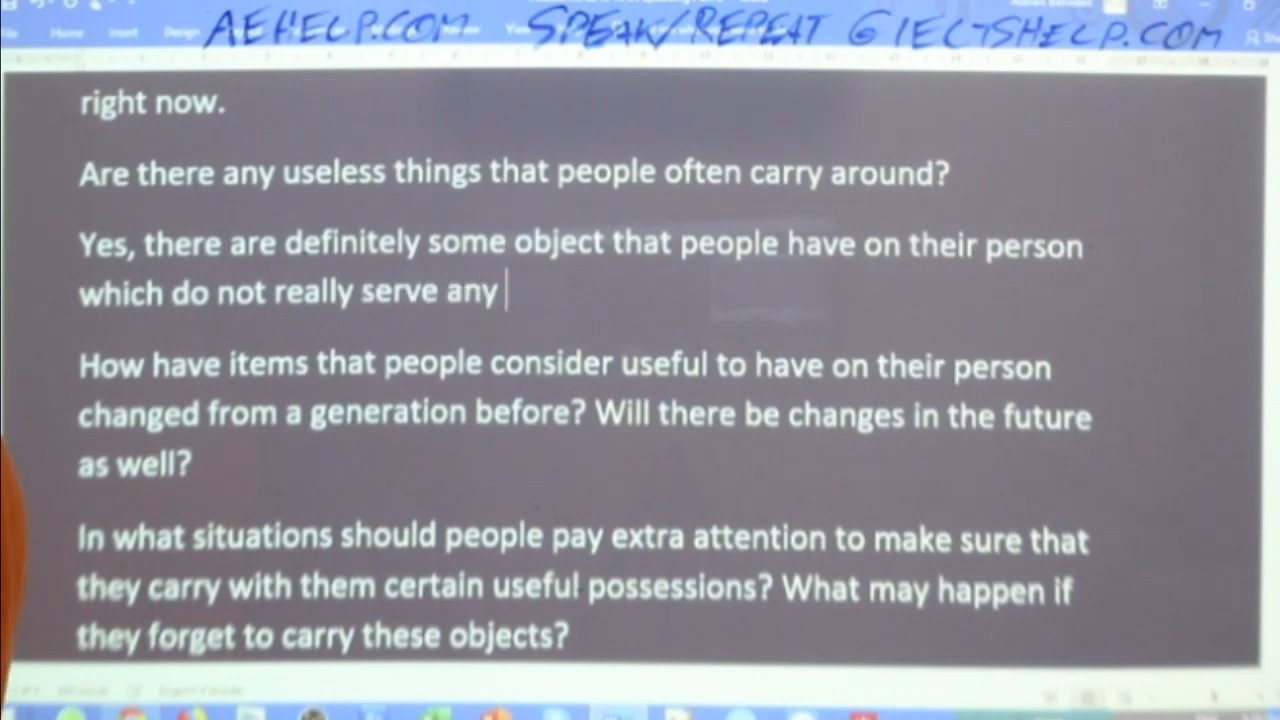 AEHELP.COM SPEAK/REPEAT @ IELTSHELP.COM
Home Insert Design
right now.
Are there any useless things that people often carry around?
Yes, there are definitely some object that people have on their person
which do not really serve any
How have items that people consider useful to have on their person
changed from a generation before? Will there be changes in the future
as well?
In what situations should people pay extra attention to make sure that
they carry with them certain useful possessions? What may happen if
they forget to carry these objects?